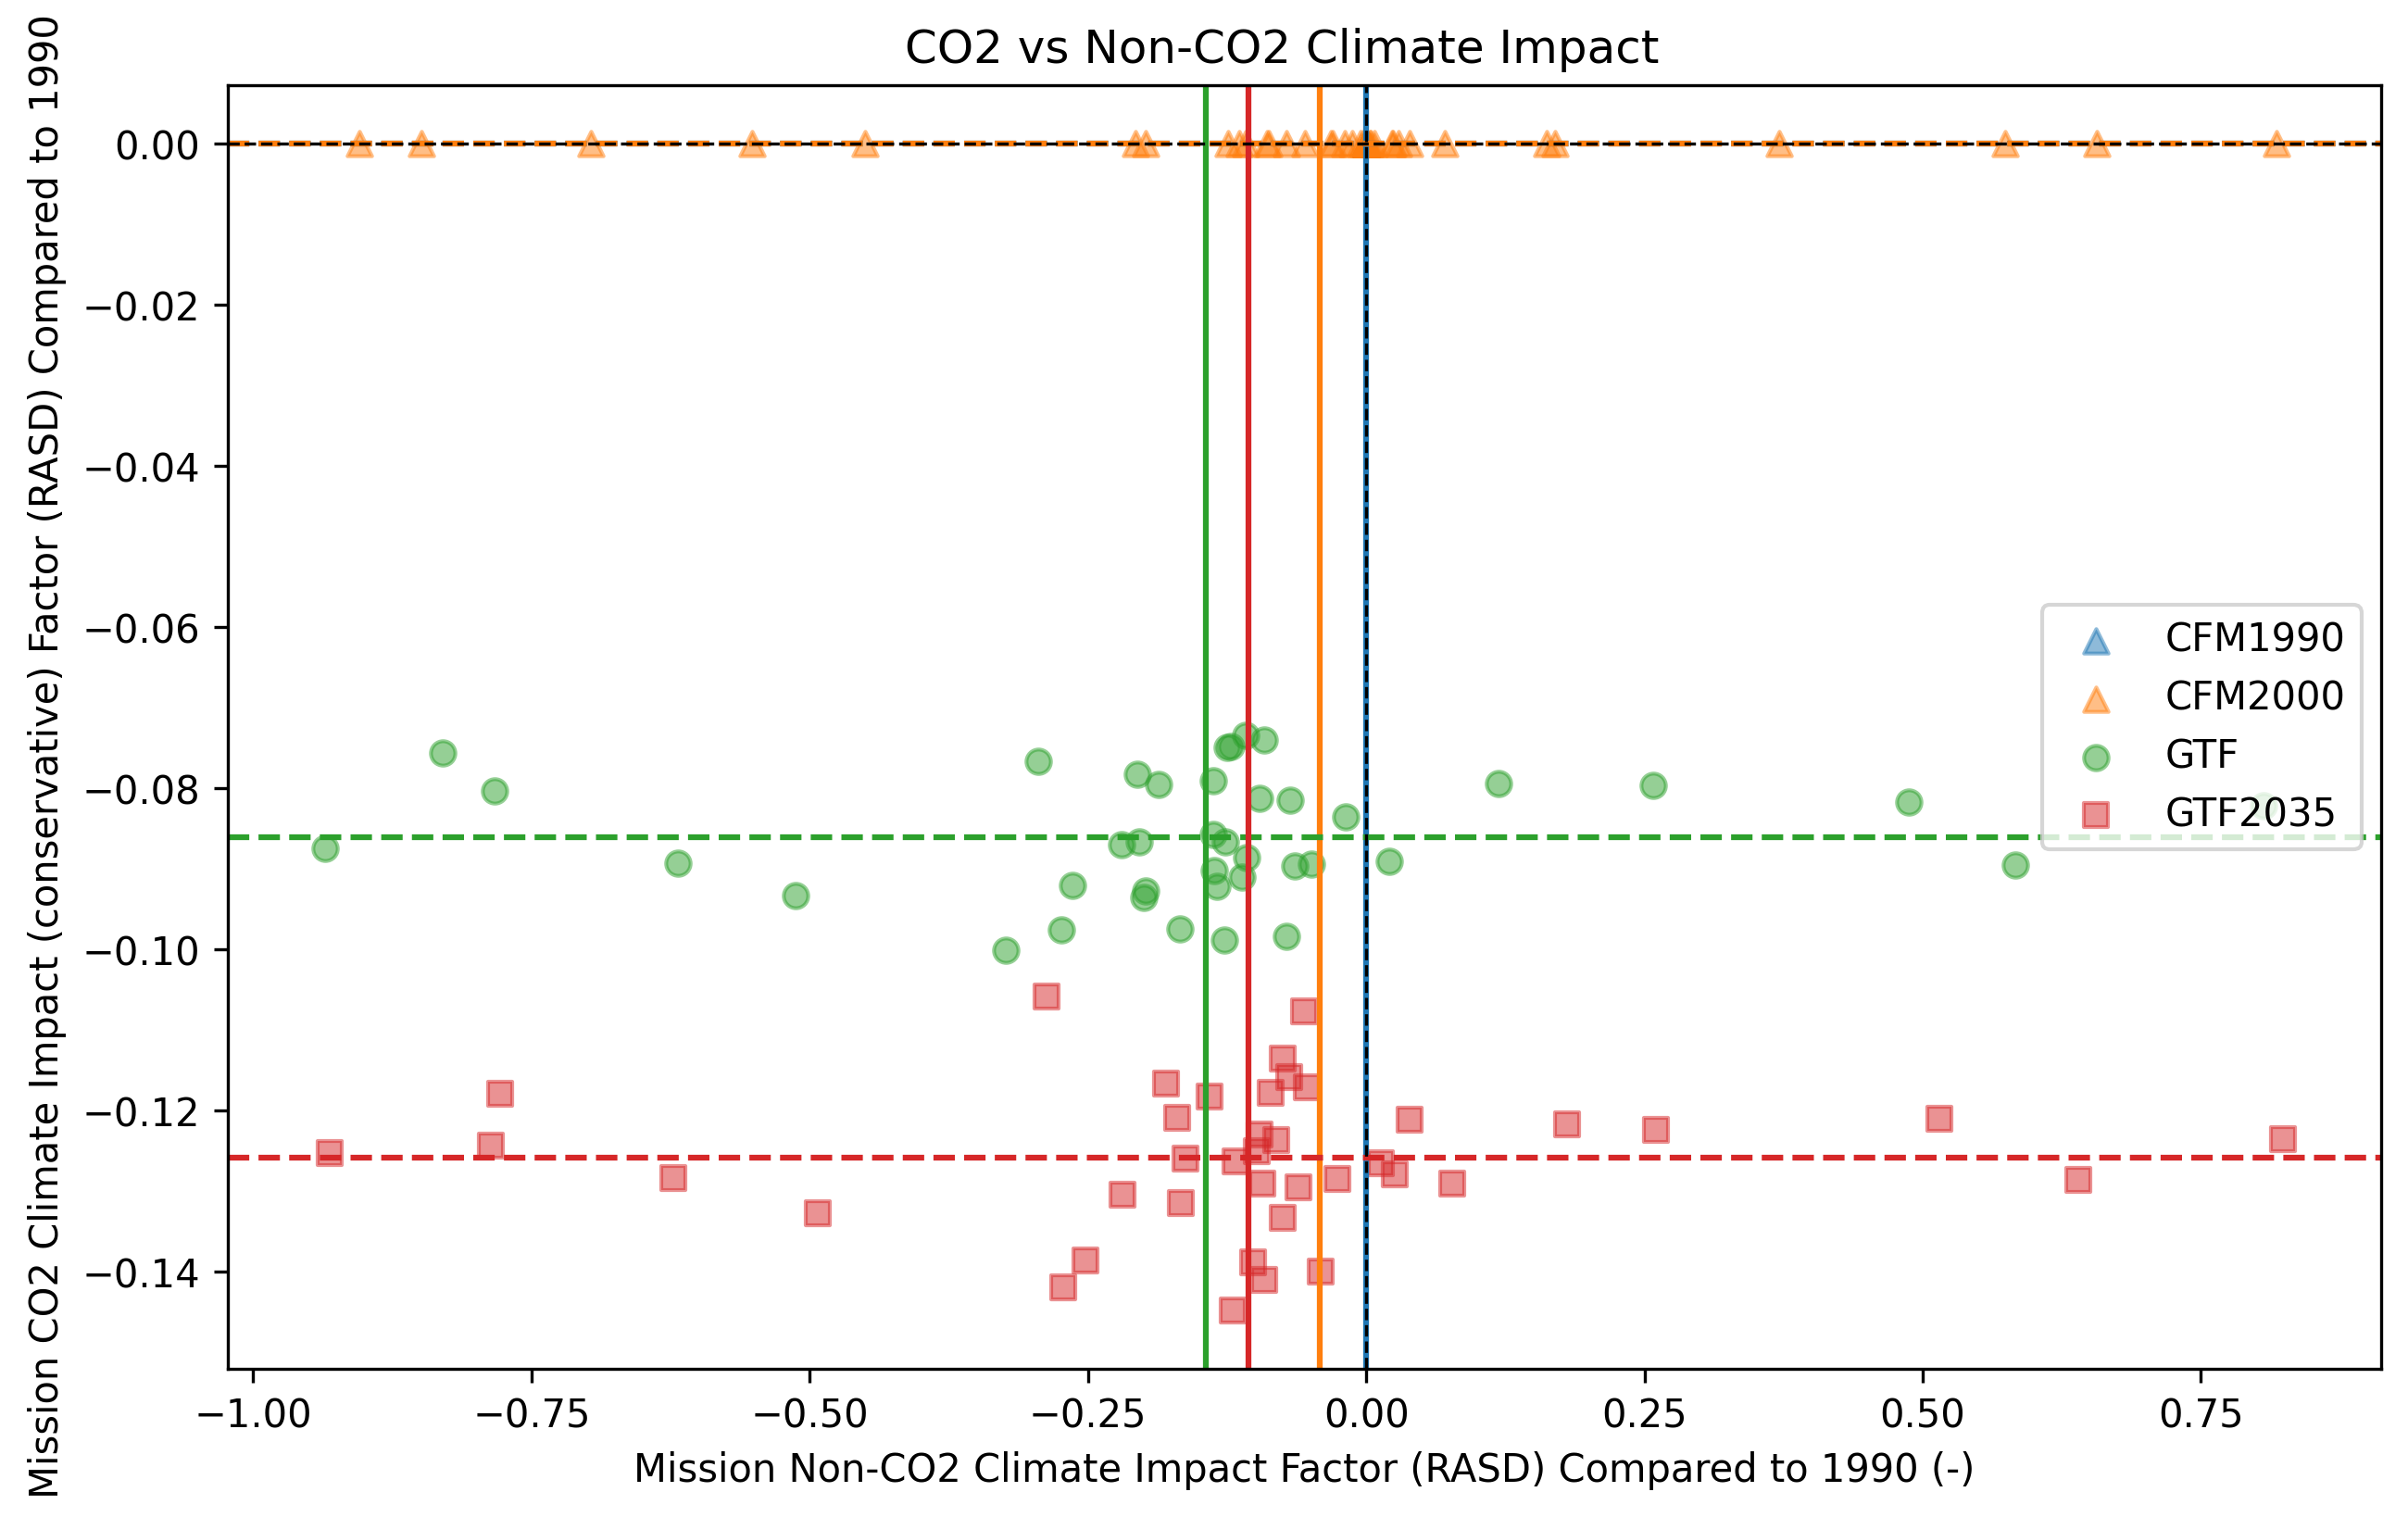 CO2 vs Non-CO2 Climate Impact
Mission CO2 Climate Impact (conservative) Factor (RASD) Compared to 1990
0.00
−0.02
−0.04
−0.06
−0.08
−0.10
−0.12
−0.14
CFM1990
CFM2000
GTF
GTF2035
−1.00
−0.75
−0.50
−0.25
0.00
0.25
0.50
0.75
Mission Non-CO2 Climate Impact Factor (RASD) Compared to 1990 (-)